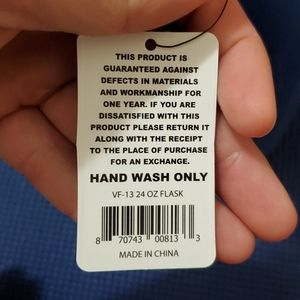 THIS PRODUCT IS
GUARANTEED AGAINST
DEFECTS IN MATERIALS
AND WORKMANSHIP FOR
ONE YEAR. IF YOU ARE
DISSATISFIED WITH THIS
PRODUCT PLEASE RETURN IT
ALONG WITH THE RECEIPT
TO THE PLACE OF PURCHASE
FOR AN EXCHANGE.
HAND WASH ONLY
VF-13 24 OZ FLASK
8 70743 00813 3
MADE IN CHINA